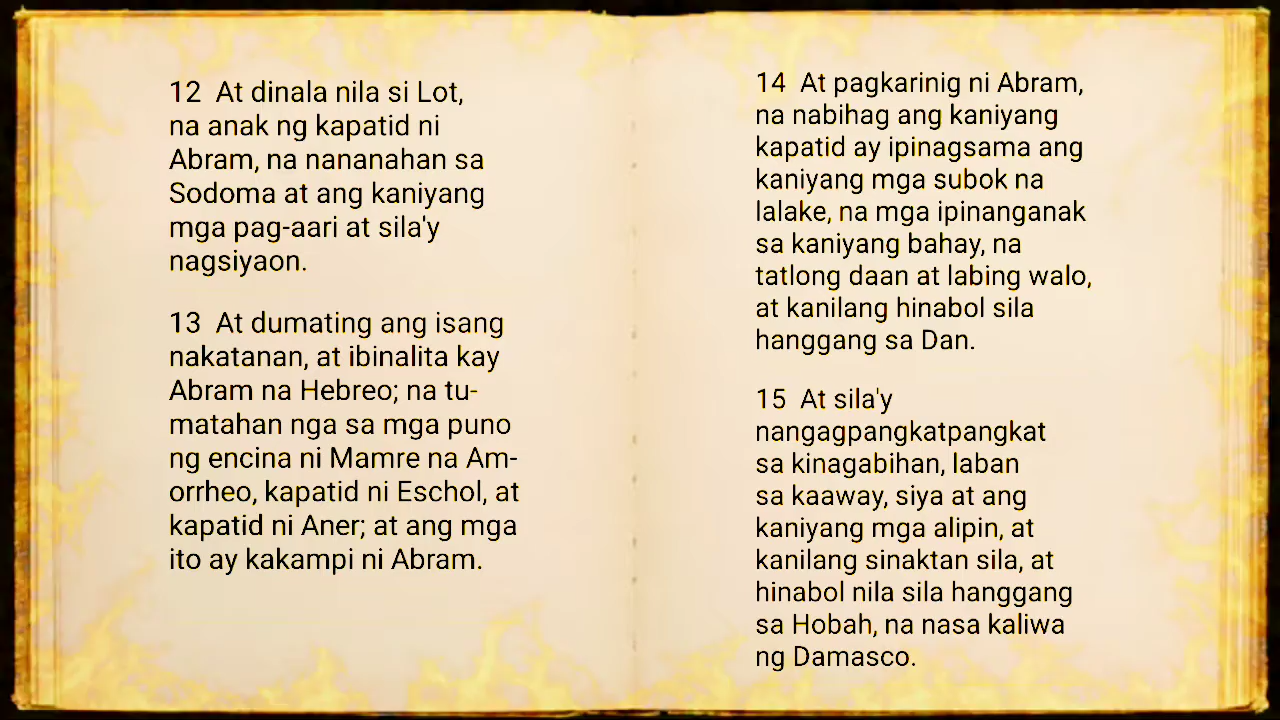 12 At dinala nila si Lot,
na anak ng kapatid ni
Abram, na nananahan sa
Sodoma at ang kaniyang
mga pag-aari at sila'y
nagsiyaon.
13 At dumating ang isang
nakatanan, at ibinalita kay
Abram na Hebreo; na tu-
matahan nga sa mga puno
ng encina ni Mamre na Am-
orrheo, kapatid ni Eschol, at
kapatid ni Aner; at ang mga
ito ay kakampi ni Abram.
14 At pagkarinig ni Abram,
na nabihag ang kaniyang
kapatid ay ipinagsama ang
kaniyang mga subok na
lalake, na mga ipinanganak
sa kaniyang bahay, na
tatlong daan at labing walo,
at kanilang hinabol sila
hanggang sa Dan.
15 At sila'y
nangagpangkatpangkat
sa kinagabihan, laban
sa kaaway, siya at ang
kaniyang mga alipin, at
kanilang sinaktan sila, at
hinabol nila sila hanggang
sa Hobah, na nasa kaliwa
ng Damasco.